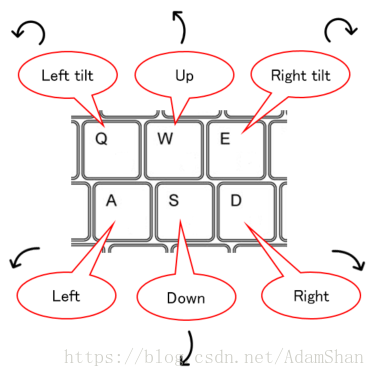 Left tilt
Up
Right tilt
Q
W
E
A
S
D
Left
Down
Right
https://blog.csdn.net/AdamShan